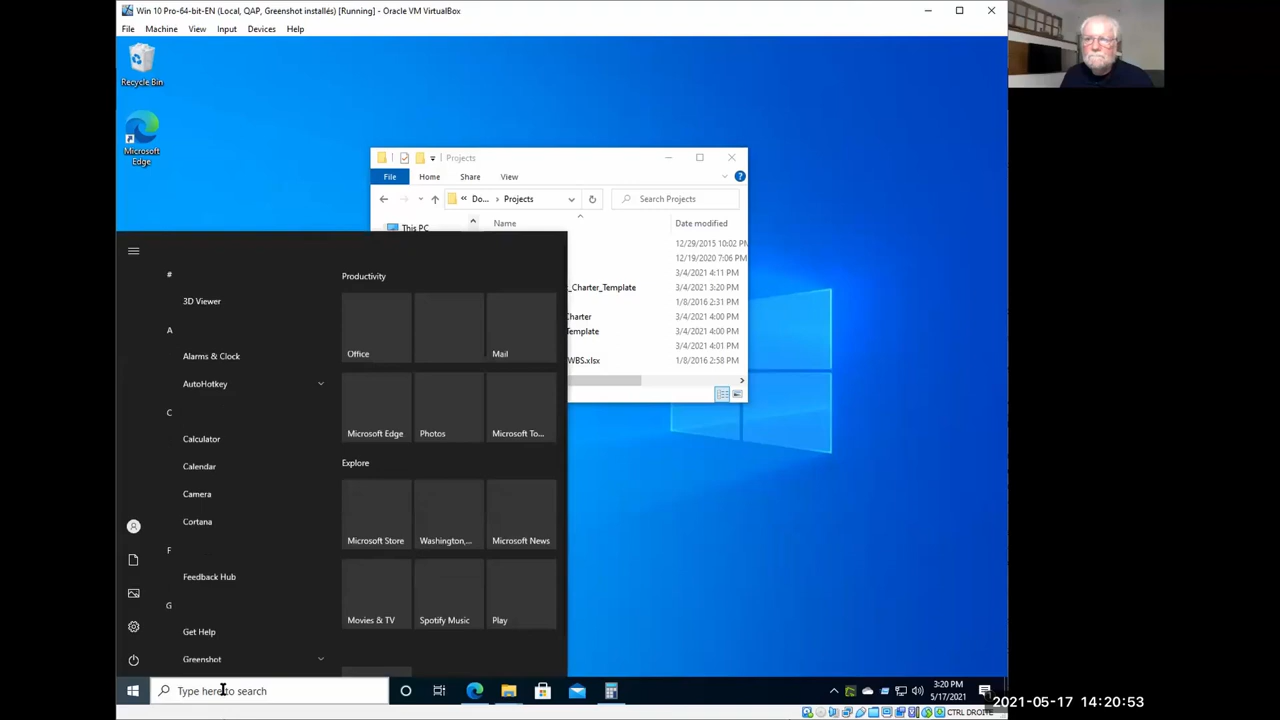 Win 10 Pro-64-bit-EN (Local, QAP, Greenshot installés) [Running] - Oracle VM VirtualBox
File Machine View Input Devices Help
Recycle Bin
Microsoft
Edge
Projects
File Home Share View
« Do... > Projects
Search Projects
This PC
Name Date modified
12/29/2015 10:02 PM
12/19/2020 7:06 PM
3/4/2021 4:11 PM
_Charter_Template 3/4/2021 3:20 PM
1/8/2016 2:31 PM
Charter 3/4/2021 4:00 PM
Template 3/4/2021 4:00 PM
3/4/2021 4:01 PM
WBS.xlsx 1/8/2016 2:58 PM
#
3D Viewer
A
Alarms & Clock
AutoHotkey
C
Calculator
Calendar
Camera
Cortana
F
Feedback Hub
G
Get Help
Greenshot
Productivity
Office Mail
Microsoft Edge Photos Microsoft To...
Explore
Microsoft Store Washington,... Microsoft News
Movies & TV Spotify Music Play
Type here to search
3:20 PM
5/17/2021
CTRL DROITE
2021-05-17 14:20:53